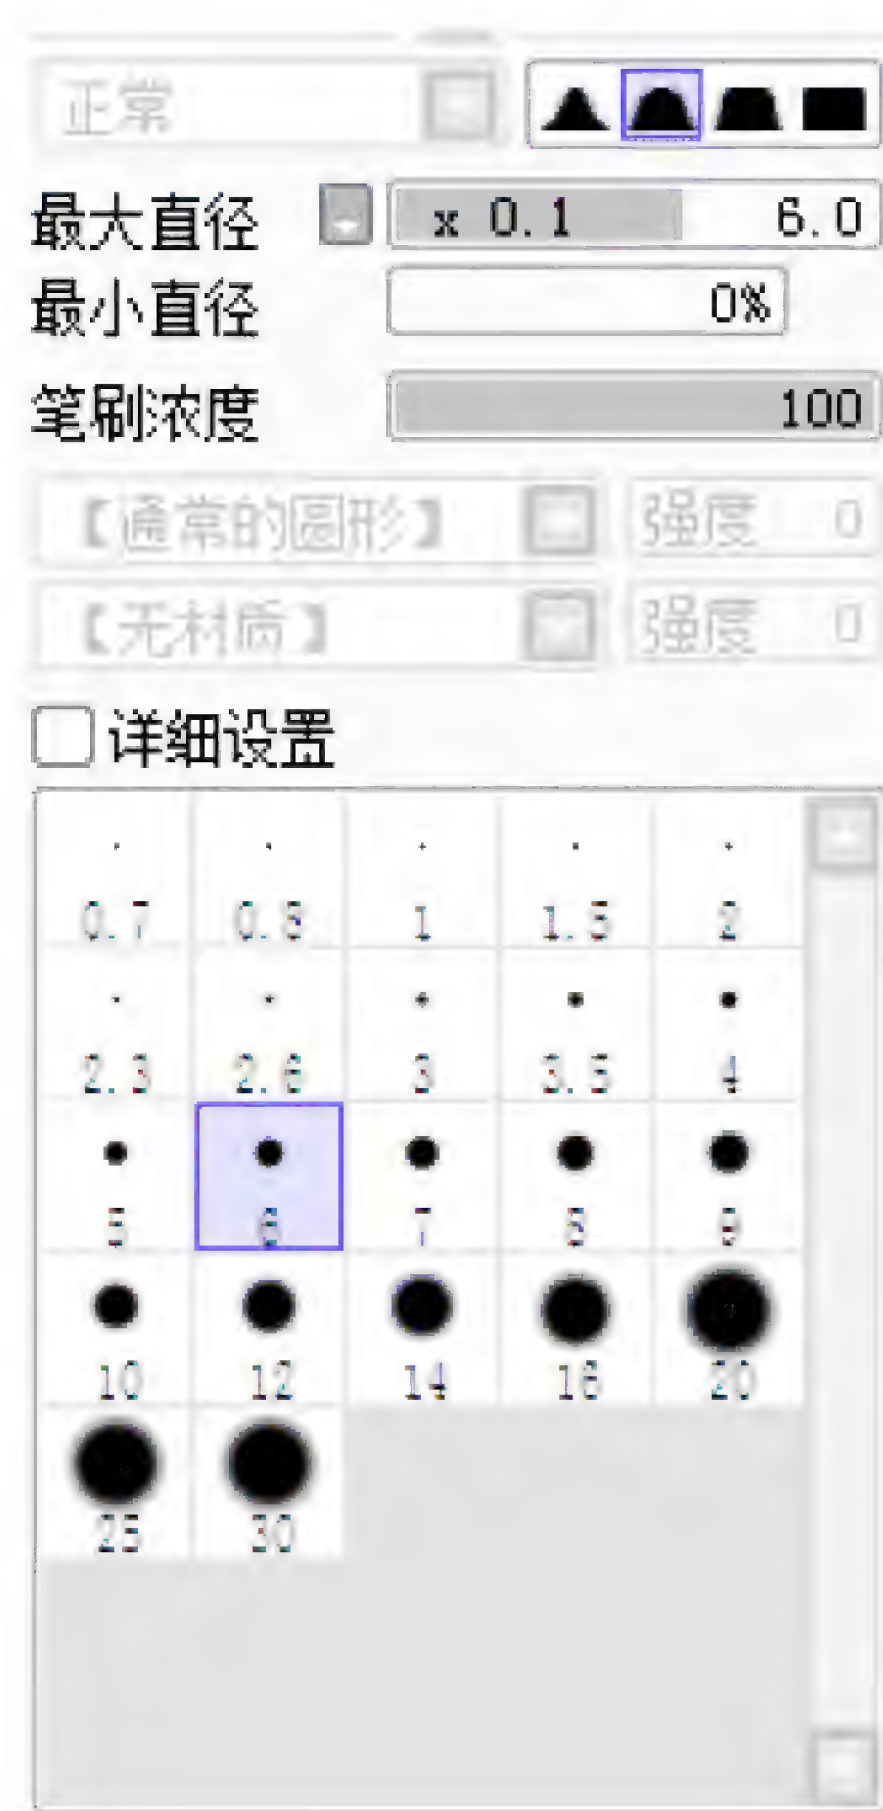 正常
最大直径 x 0.1 6.0
最小直径 0%
笔刷浓度 100
【通常的圆形】 强度 0
【无材质】 强度 0
详细设置
0.7 0.8 1 1.5 2
2.3 2.6 3 3.5 4
5 6 7 8 9
10 12 14 16 20
25 30